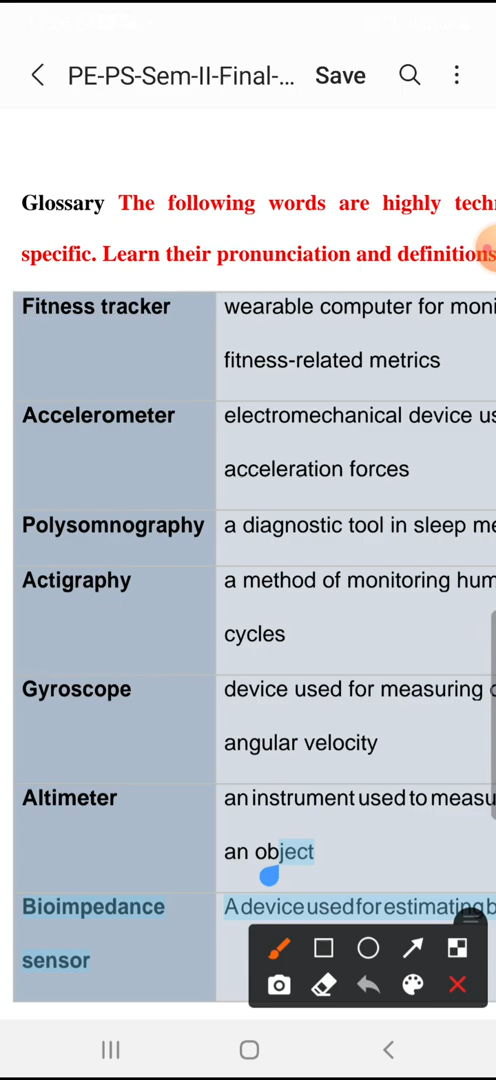 PE-PS-Sem-II-Final-... Save
Glossary The following words are highly tech
specific. Learn their pronunciation and definitions
Fitness tracker wearable computer for moni
fitness-related metrics
Accelerometer electromechanical device us
acceleration forces
Polysomnography a diagnostic tool in sleep me
Actigraphy a method of monitoring hum
cycles
Gyroscope device used for measuring o
angular velocity
Altimeter an instrument used to measu
an object
Bioimpedance A device used for estimating b
sensor